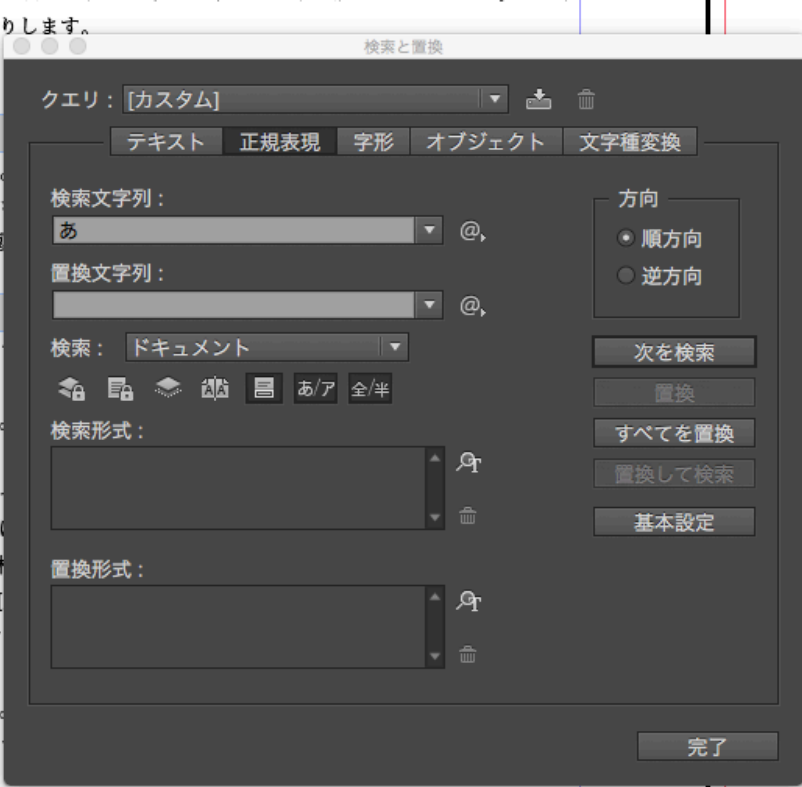 りします。
検索と置換
クエリ : [カスタム]
テキスト 正規表現 字形 オブジェクト 文字種変換
検索文字列 :
あ
置換文字列 :
方向
順方向
逆方向
検索 : ドキュメント
あ/ア 全/半
次を検索
置換
すべてを置換
置換して検索
基本設定
検索形式 :
置換形式 :
完了